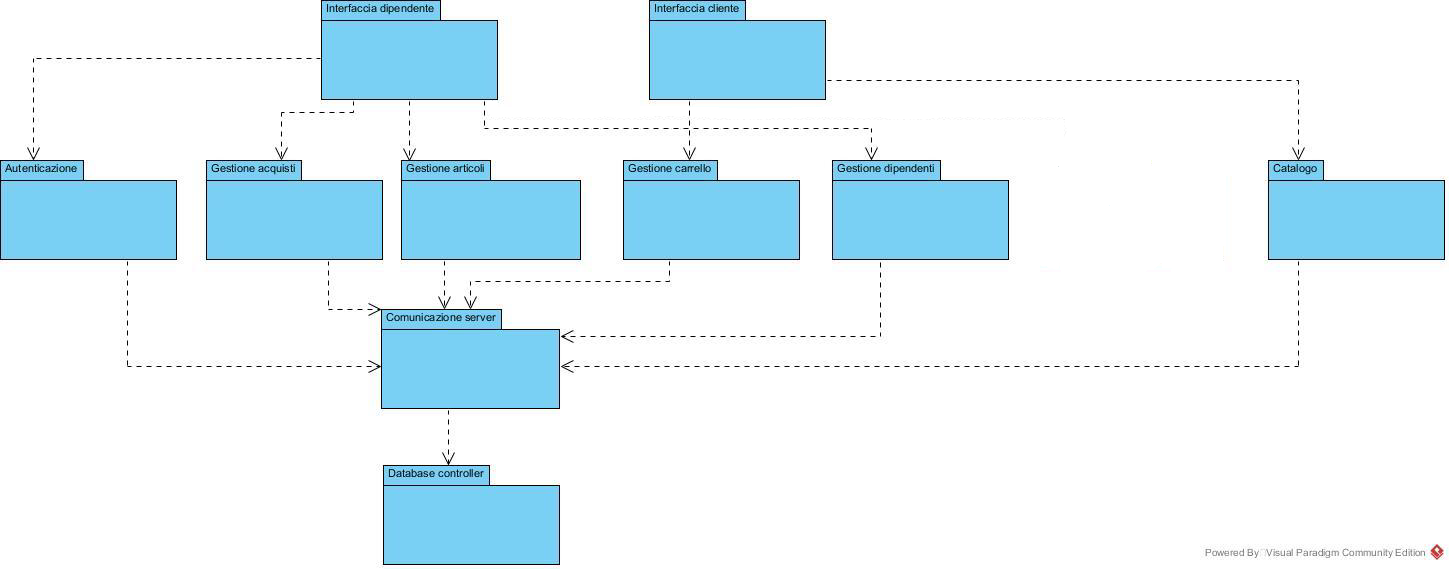 Interfaccia dipendente
Interfaccia cliente
Autenticazione
Gestione acquisti
Gestione articoli
Gestione carrello
Gestione dipendenti
Catalogo
Comunicazione server
Database controller
Powered By Visual Paradigm Community Edition